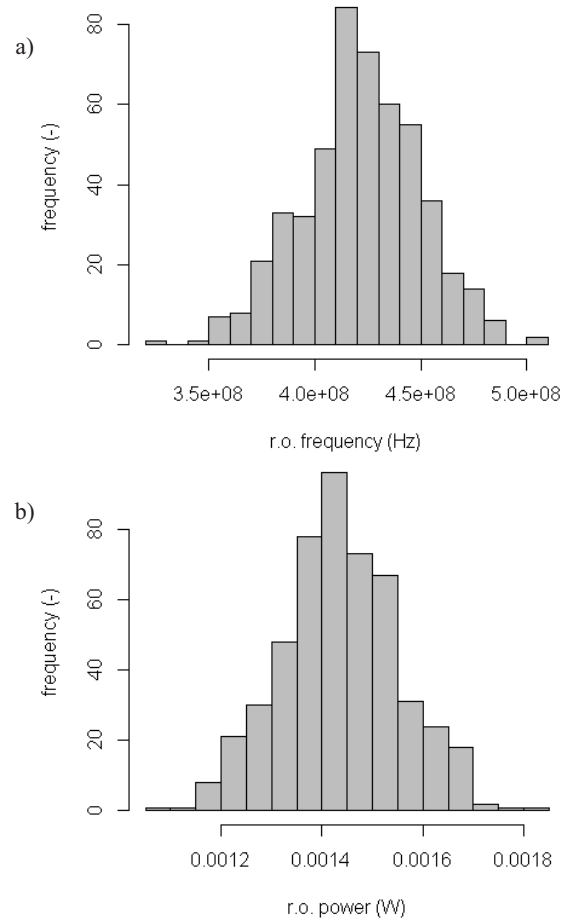 a)
frequency (-)
80
60
40
20
0
3.5e+08 4.0e+08 4.5e+08 5.0e+08
r.o. frequency (Hz)
b)
frequency (-)
80
60
40
20
0
0.0012 0.0014 0.0016 0.0018
r.o. power (W)